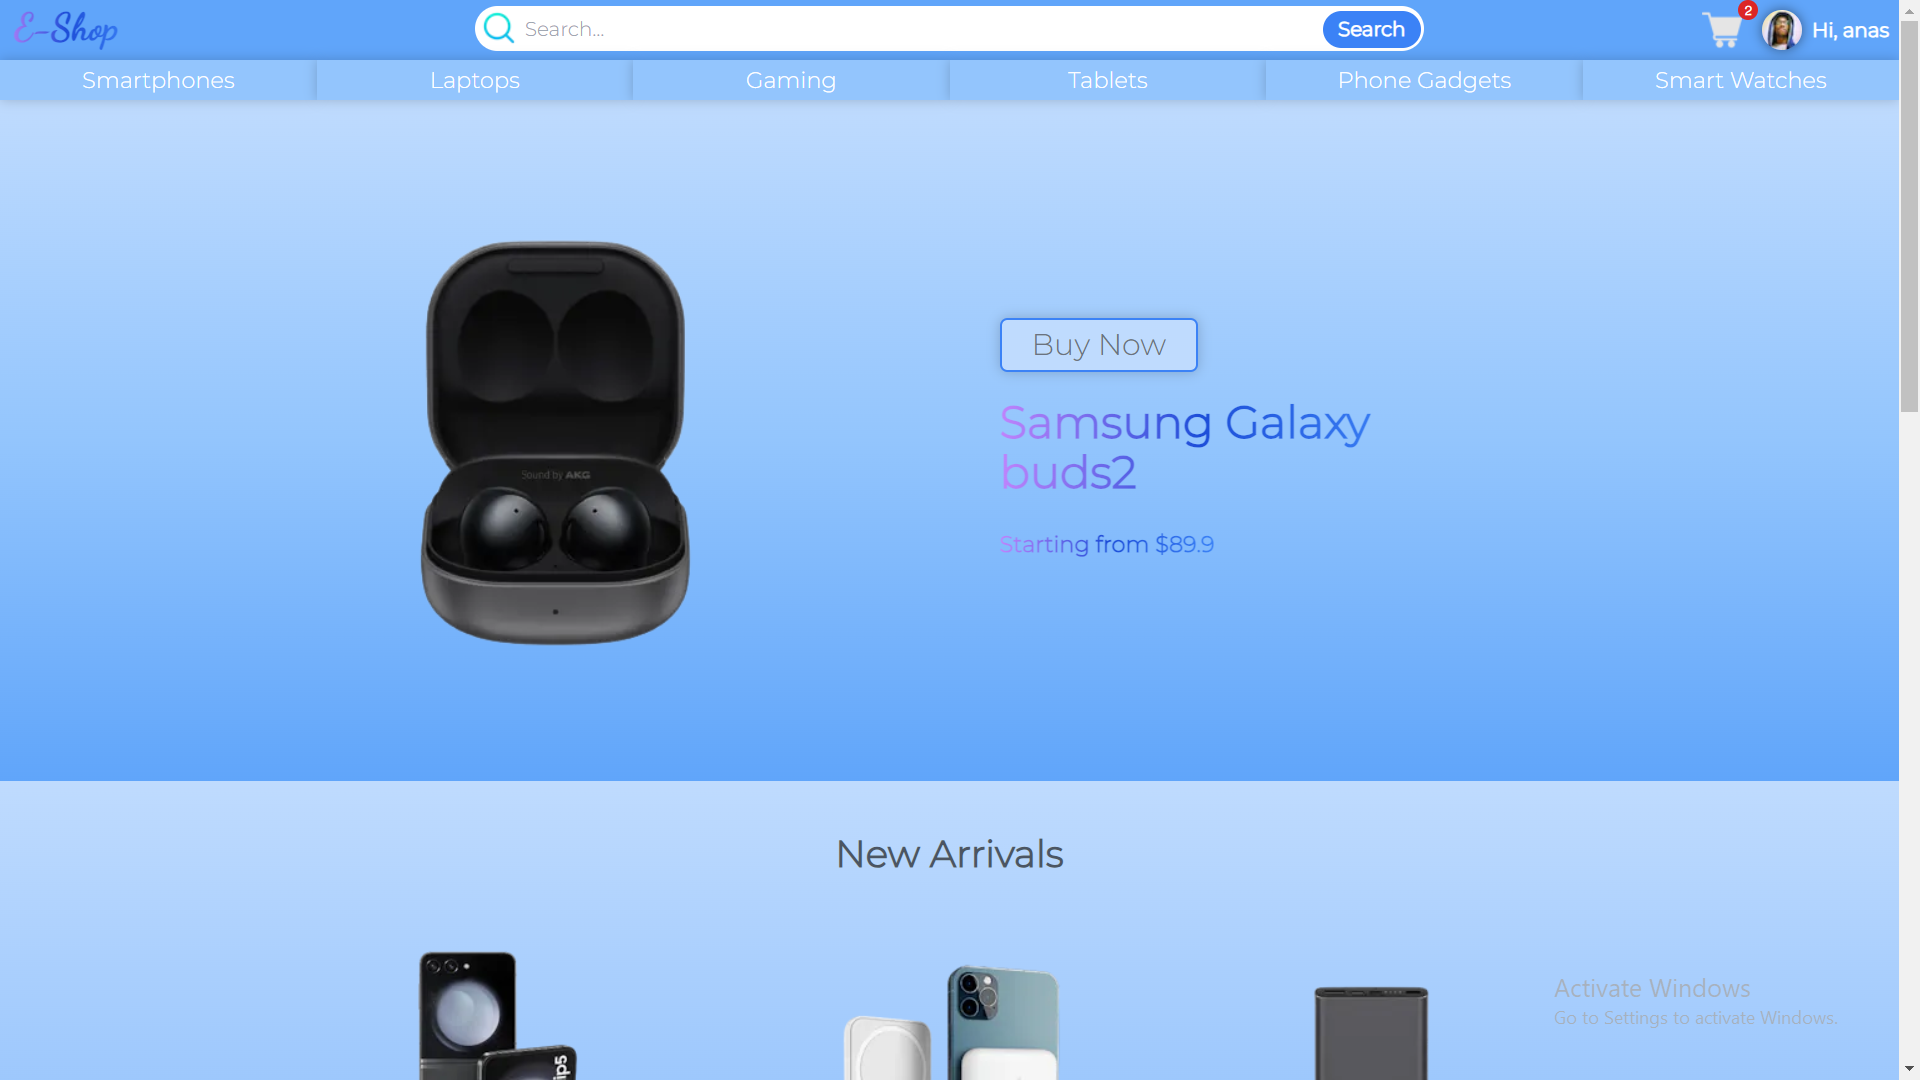 E-Shop
Search...
Search
2
Hi, anas
Smartphones
Laptops
Gaming
Tablets
Phone Gadgets
Smart Watches
Sound by AKG
Buy Now
Samsung Galaxy
buds2
Starting from $89.9
New Arrivals
Activate Windows
Go to Settings to activate Windows.